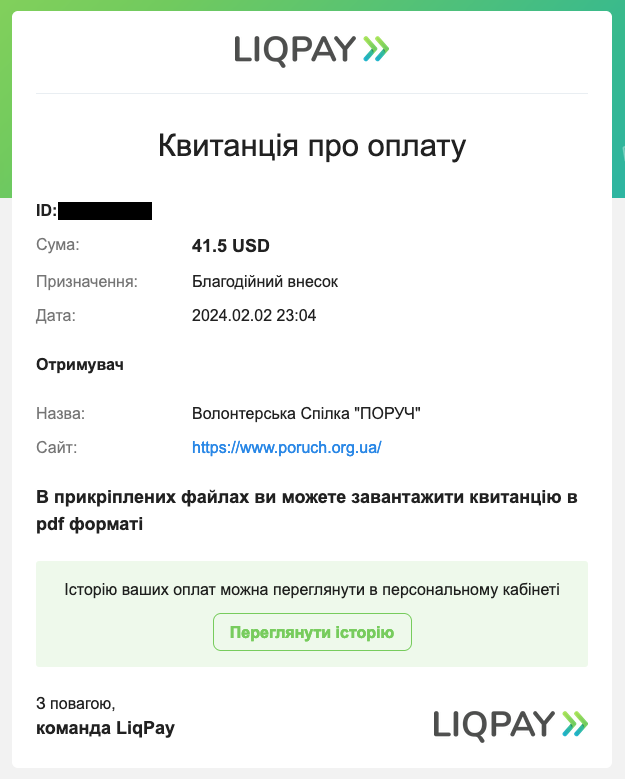 LIQPAY
Квитанція про оплату
ID:
Сума: 41.5 USD
Призначення: Благодійний внесок
Дата: 2024.02.02 23:04
Отримувач
Назва: Волонтерська Спілка "ПОРУЧ"
Сайт: https://www.poruch.org.ua/
В прикріплених файлах ви можете завантажити квитанцію в
pdf форматі
Історію ваших оплат можна переглянути в персональному кабінеті
Переглянути історію
З повагою,
команда LiqPay
LIQPAY